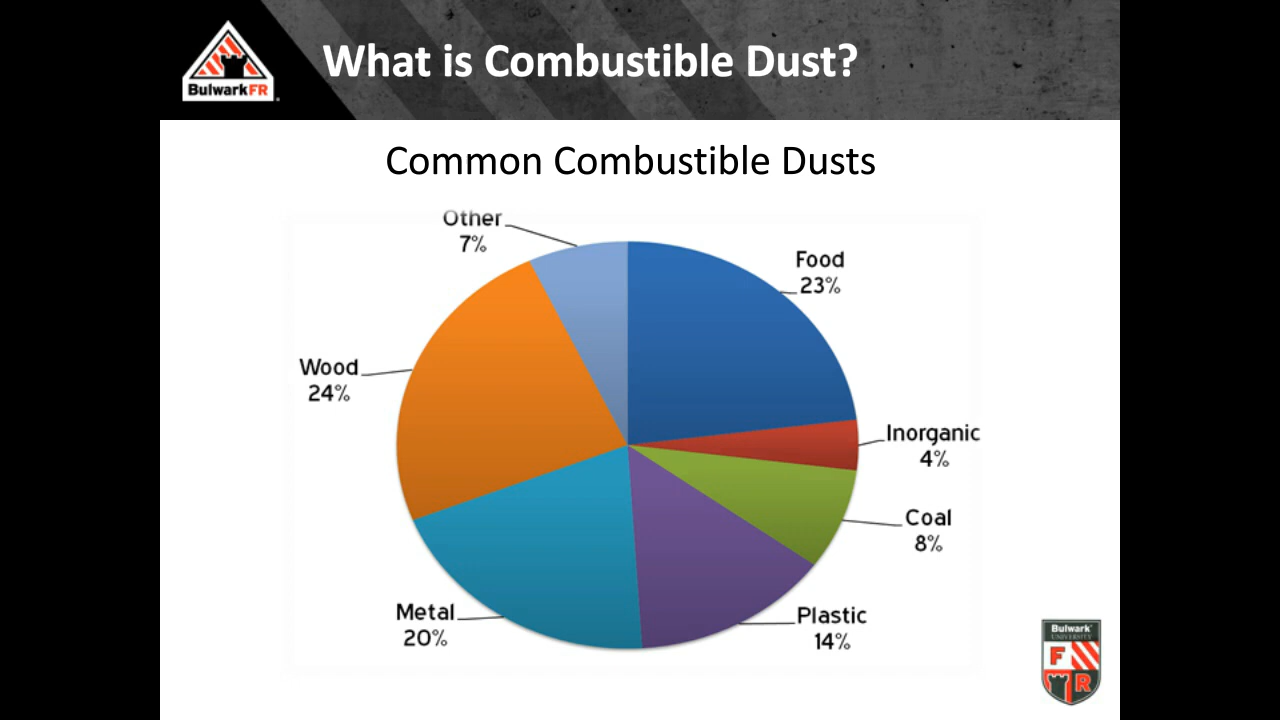 What is Combustible Dust?
BulwarkFR
Common Combustible Dusts
Other
7%
Food
23%
Wood
24%
Inorganic
4%
Coal
8%
Metal
20%
Plastic
14%
Bulwark
UNIVERSITY
F
R